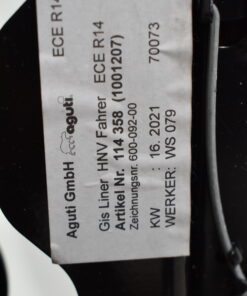 Aguti GmbH ecoaguti ECE R14
Gis Liner HNV Fahrer ECE R14
Artikel Nr. 114 358 (1001207)
Zeichnungsnr. 600-092-00 70073
KW : 16. 2021
WERKER: WS 079